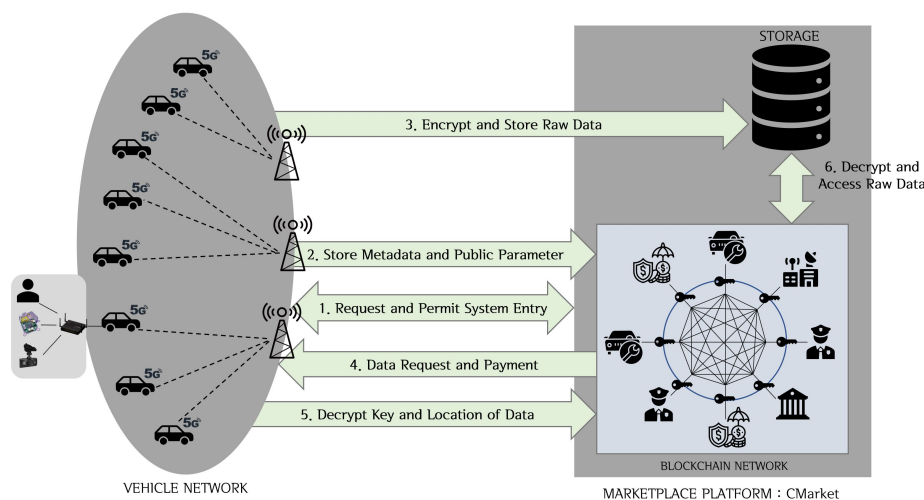 STORAGE
5G
5G
5G
5G
5G
5G
5G
5G
3. Encrypt and Store Raw Data
6. Decrypt and
Access Raw Data
2. Store Metadata and Public Parameter
1. Request and Permit System Entry
4. Data Request and Payment
5. Decrypt Key and Location of Data
BLOCKCHAIN NETWORK
VEHICLE NETWORK
MARKETPLACE PLATFORM : CMarket